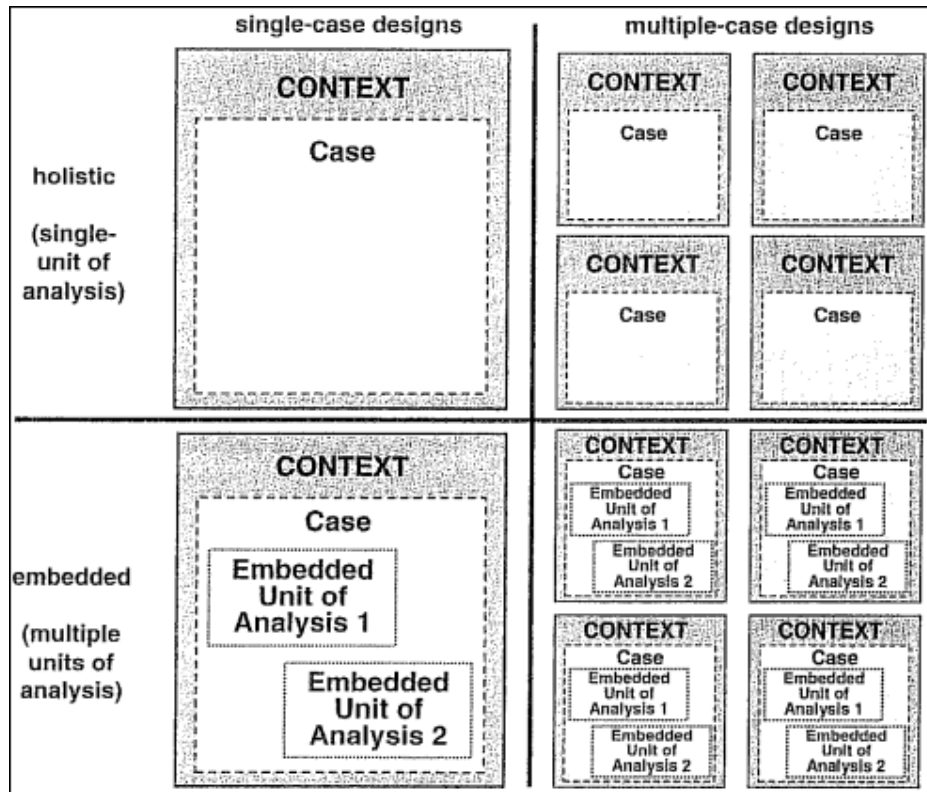 single-case designs
multiple-case designs
holistic
(single-
unit of
analysis)
CONTEXT
Case
CONTEXT
Case
CONTEXT
Case
CONTEXT
Case
CONTEXT
Case
embedded
(multiple
units of
analysis)
CONTEXT
Case
Embedded
Unit of
Analysis 1
Embedded
Unit of
Analysis 2
CONTEXT
Case
Embedded
Unit of
Analysis 1
Embedded
Unit of
Analysis 2
CONTEXT
Case
Embedded
Unit of
Analysis 1
Embedded
Unit of
Analysis 2
CONTEXT
Case
Embedded
Unit of
Analysis 1
Embedded
Unit of
Analysis 2
CONTEXT
Case
Embedded
Unit of
Analysis 1
Embedded
Unit of
Analysis 2